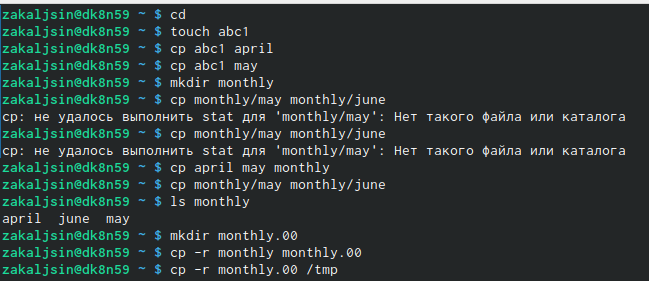 zakaljsin@dk8n59 ~ $ cd
zakaljsin@dk8n59 ~ $ touch abc1
zakaljsin@dk8n59 ~ $ cp abc1 april
zakaljsin@dk8n59 ~ $ cp abc1 may
zakaljsin@dk8n59 ~ $ mkdir monthly
zakaljsin@dk8n59 ~ $ cp monthly/may monthly/june
cp: не удалось выполнить stat для 'monthly/may': Нет такого файла или каталога
zakaljsin@dk8n59 ~ $ cp monthly/may monthly/june
cp: не удалось выполнить stat для 'monthly/may': Нет такого файла или каталога
zakaljsin@dk8n59 ~ $ cp april may monthly
zakaljsin@dk8n59 ~ $ cp monthly/may monthly/june
zakaljsin@dk8n59 ~ $ ls monthly
april  june  may
zakaljsin@dk8n59 ~ $ mkdir monthly.00
zakaljsin@dk8n59 ~ $ cp -r monthly monthly.00
zakaljsin@dk8n59 ~ $ cp -r monthly.00 /tmp